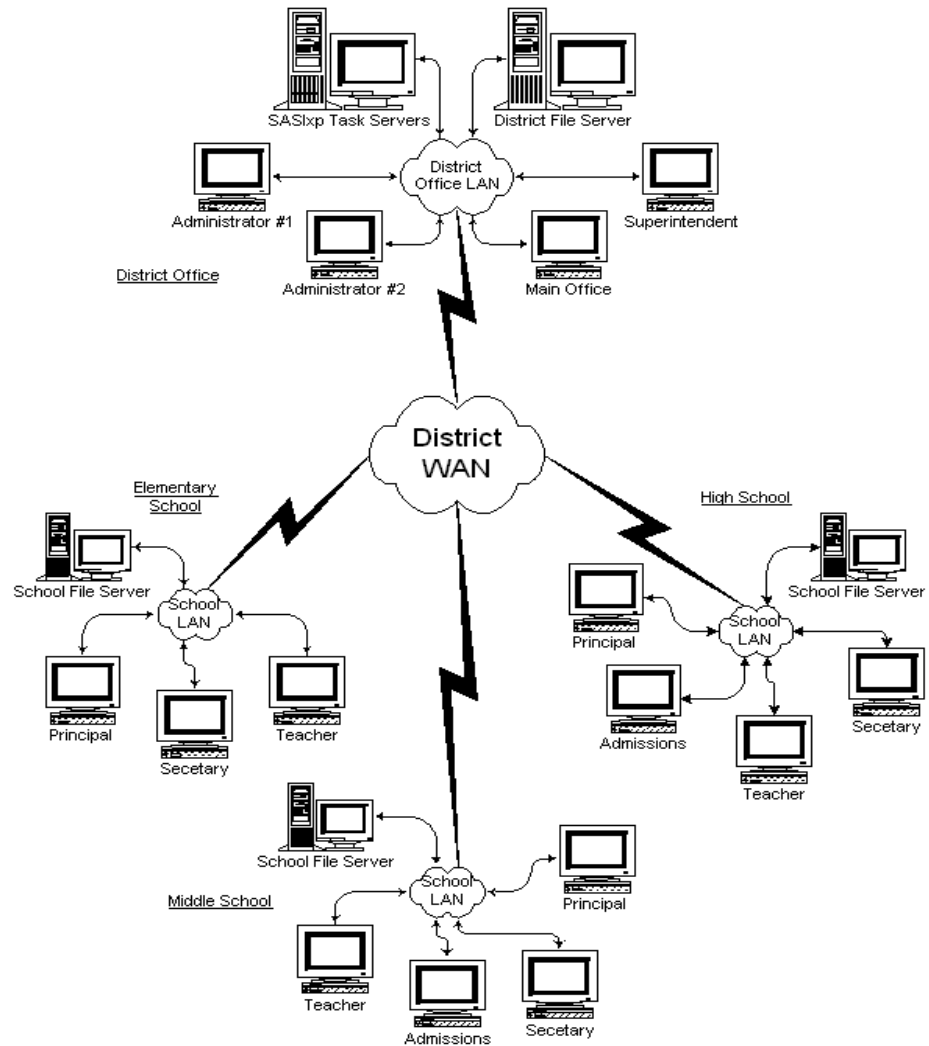 SASIxp Task Servers
District File Server
District
Office LAN
Administrator #1
Superintendent
Administrator #2
Main Office
District Office
District
WAN
Elementary
School
School File Server
School
LAN
Principal
Secetary
Teacher
High School
School File Server
School
LAN
Principal
Admissions
Secetary
Teacher
School File Server
School
LAN
Principal
Middle School
Teacher
Admissions
Secetary